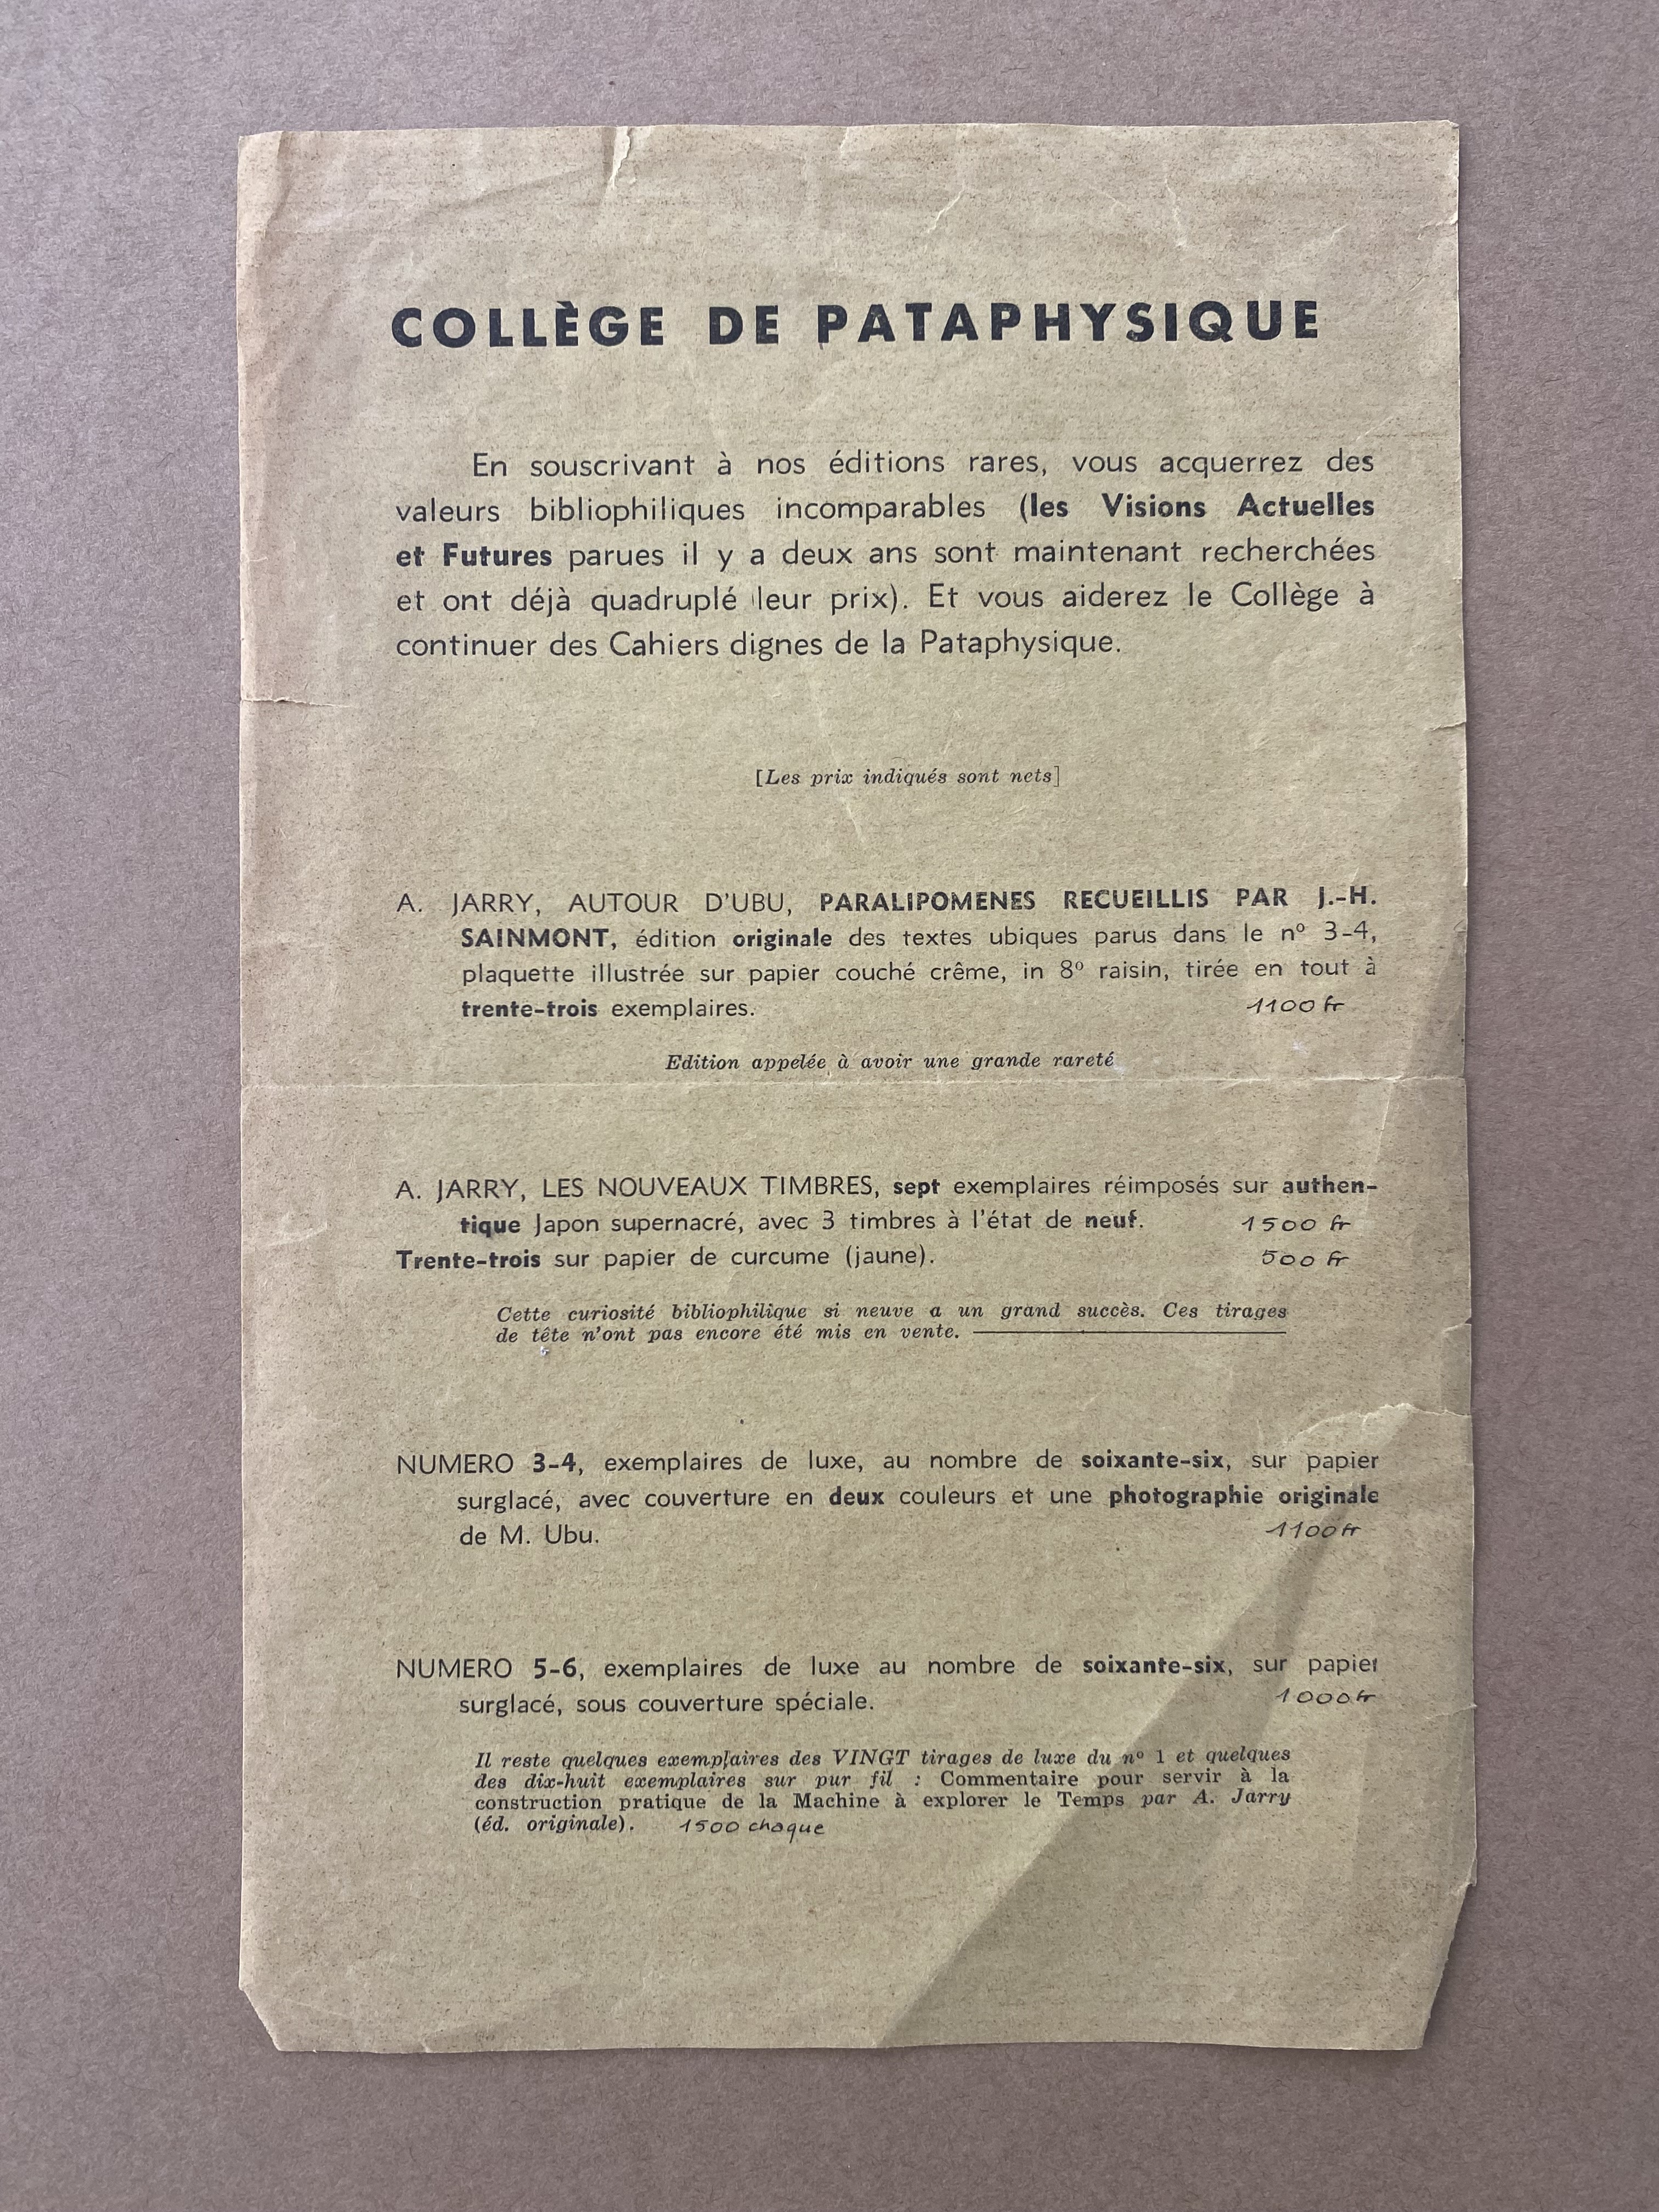 COLLÈGE DE PATAPHYSIQUE
En souscrivant à nos éditions rares, vous acquerrez des
valeurs bibliophiliques incomparables (les Visions Actuelles
et Futures parues il y a deux ans sont maintenant recherchées
et ont déjà quadruplé leur prix). Et vous aiderez le Collège à
continuer des Cahiers dignes de la Pataphysique.
[Les prix indiqués sont nets]
A. JARRY, AUTOUR D'UBU, PARALIPOMENES RECUEILLIS PAR J.-H.
SAINMONT, édition originale des textes ubiques parus dans le nº 3-4,
plaquette illustrée sur papier couché crême, in 8º raisin, tirée en tout à
trente-trois exemplaires. 1100 fr
Edition appelée à avoir une grande rareté
A. JARRY, LES NOUVEAUX TIMBRES, sept exemplaires réimposés sur authen-
tique Japon supernacré, avec 3 timbres à l'état de neuf. 1500 fr
Trente-trois sur papier de curcume (jaune). 500 fr
Cette curiosité bibliophilique si neuve a un grand succès. Ces tirages
de tête n'ont pas encore été mis en vente.
NUMERO 3-4, exemplaires de luxe, au nombre de soixante-six, sur papier
surglacé, avec couverture en deux couleurs et une photographie originale
de M. Ubu. 1100 fr
NUMERO 5-6, exemplaires de luxe au nombre de soixante-six, sur papier
surglacé, sous couverture spéciale. 1000 fr
Il reste quelques exemplaires des VINGT tirages de luxe du nº 1 et quelques
des dix-huit exemplaires sur pur fil : Commentaire pour servir à la
construction pratique de la Machine à explorer le Temps par A. Jarry
(éd. originale). 1500 chaque